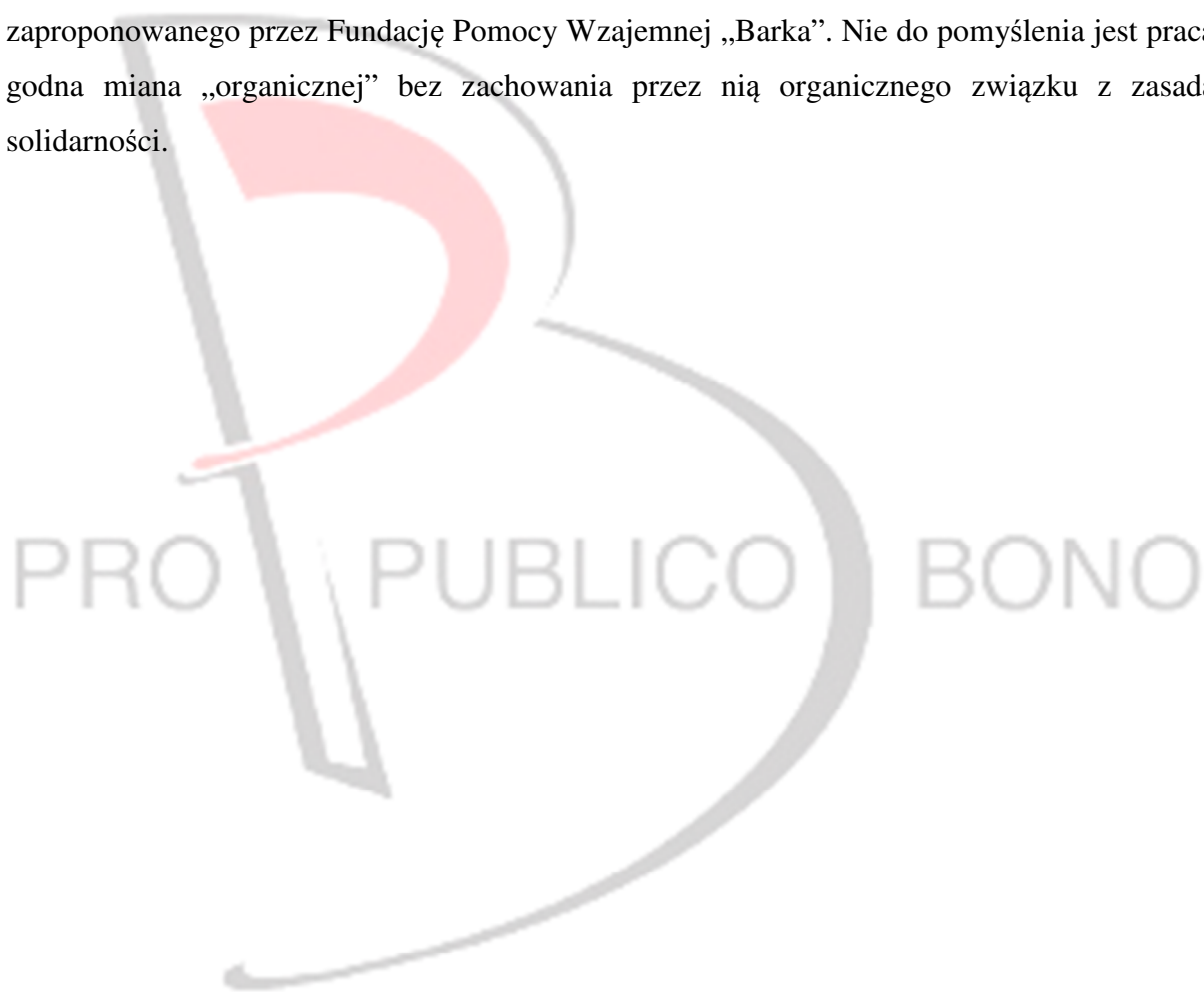 zaproponowanego przez Fundację Pomocy Wzajemnej „Barka”. Nie do pomyślenia jest praca
godna miana „organicznej” bez zachowania przez nią organicznego związku z zasad
solidarności.
PRO PUBLICO BONO